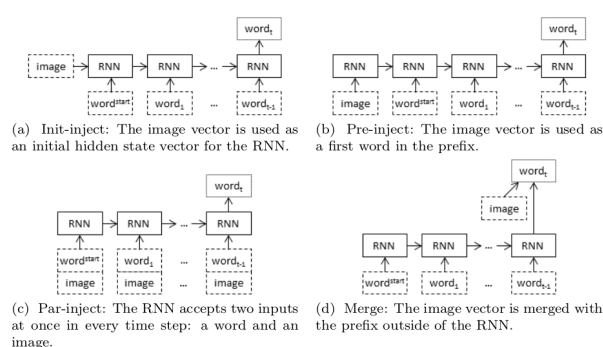 word_t
image RNN RNN ... RNN
word^start word_1 ... word_t-1
(a) Init-inject: The image vector is used as
an initial hidden state vector for the RNN.
word_t
RNN RNN RNN ... RNN
image word^start word_1 ... word_t-1
(b) Pre-inject: The image vector is used as
a first word in the prefix.
word_t
RNN RNN ... RNN
word^start word_1 ... word_t-1
image image ... image
(c) Par-inject: The RNN accepts two inputs
at once in every time step: a word and an
image.
word_t
image
RNN RNN ... RNN
word^start word_1 ... word_t-1
(d) Merge: The image vector is merged with
the prefix outside of the RNN.